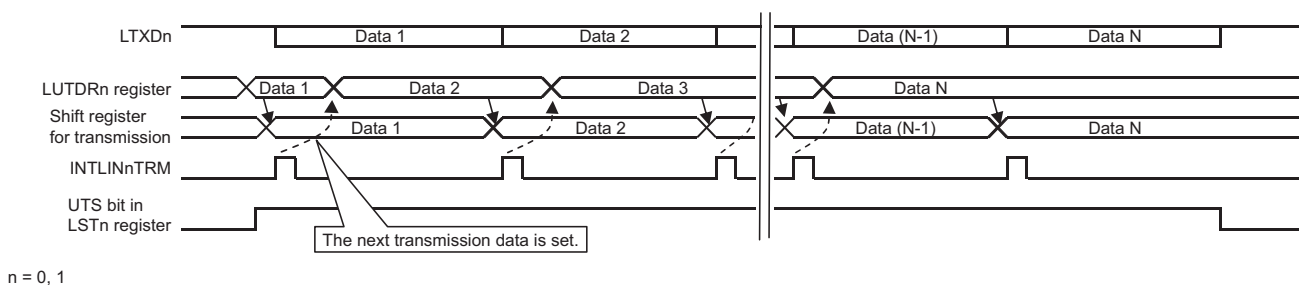 LTXDn
Data 1
Data 2
Data (N-1)
Data N
LUTDRn register
Data 1
Data 2
Data 3
Data N
Shift register
for transmission
Data 1
Data 2
Data (N-1)
Data N
INTLINnTRM
UTS bit in
LSTn register
The next transmission data is set.
n = 0, 1